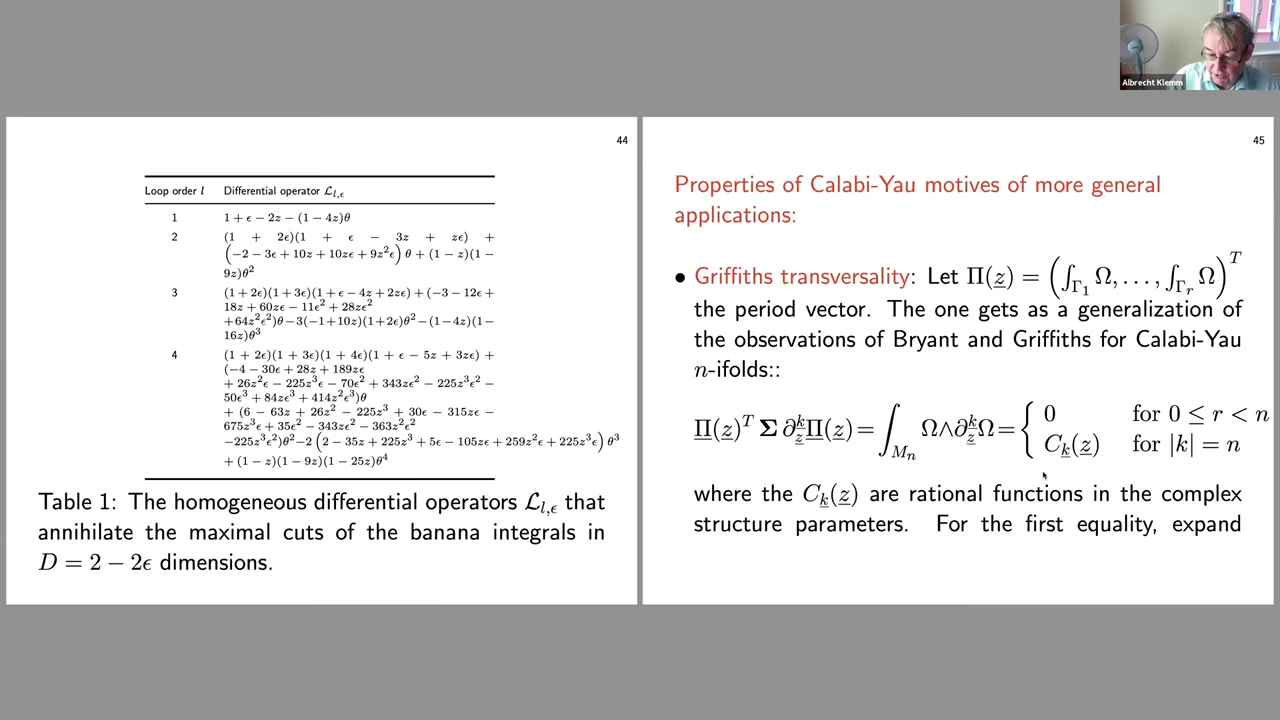 Albrecht Klemm
44
Loop order l Differential operator ℒ_{l,ϵ}
1 1 + ϵ − 2z − (1 − 4z)θ
2 (1 + 2ϵ)(1 + ϵ − 3z + zϵ) +
(−2 − 3ϵ + 10z + 10zϵ + 9z²ϵ) θ + (1 − z)(1 −
9z)θ²
3 (1 + 2ϵ)(1 + 3ϵ)(1 + ϵ − 4z + 2zϵ) + (−3 − 12ϵ +
18z + 60zϵ − 11ϵ² + 28zϵ²
+64z²ϵ²)θ−3(−1+10z)(1+2ϵ)θ²−(1−4z)(1−
16z)θ³
4 (1 + 2ϵ)(1 + 3ϵ)(1 + 4ϵ)(1 + ϵ − 5z + 3zϵ) +
(−4 − 30ϵ + 28z + 189zϵ
+ 26z²ϵ − 225z³ϵ − 70ϵ² + 343zϵ² − 225z³ϵ² −
50ϵ³ + 84zϵ³ + 414z²ϵ³)θ
+ (6 − 63z + 26z² − 225z³ + 30ϵ − 315zϵ −
675z³ϵ + 35ϵ² − 343zϵ² − 363z²ϵ²
−225z³ϵ²)θ²−2 (2 − 35z + 225z³ + 5ϵ − 105zϵ + 259z²ϵ + 225z³ϵ) θ³
+ (1 − z)(1 − 9z)(1 − 25z)θ⁴
Table 1: The homogeneous differential operators ℒ_{l,ϵ} that
annihilate the maximal cuts of the banana integrals in
D = 2 − 2ϵ dimensions.
45
Properties of Calabi-Yau motives of more general
applications:
• Griffiths transversality: Let Π(z) = (∫_{Γ₁} Ω, . . . , ∫_{Γᵣ} Ω)^T
the period vector. The one gets as a generalization of
the observations of Bryant and Griffiths for Calabi-Yau
n-ifolds::
Π(z)^T Σ ∂_z^k Π(z) = ∫_{Mₙ} Ω∧∂_z^k Ω = { 0 for 0 ≤ r < n
C_k(z) for |k| = n
where the C_k(z) are rational functions in the complex
structure parameters. For the first equality, expand